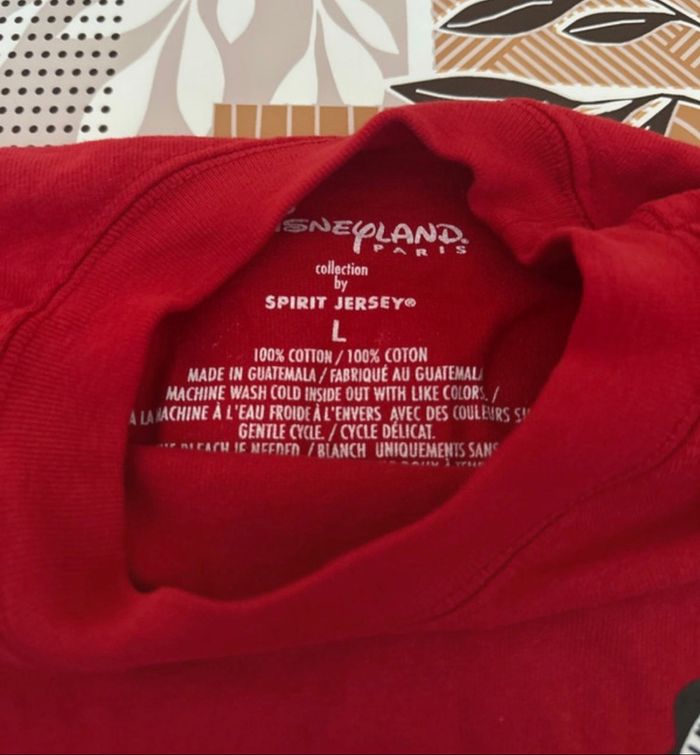 DISNEYLAND
PARIS
collection
by
SPIRIT JERSEY®
L
100% COTTON / 100% COTON
MADE IN GUATEMALA / FABRIQUÉ AU GUATEMALA
MACHINE WASH COLD INSIDE OUT WITH LIKE COLORS. /
À LA MACHINE À L'EAU FROIDE À L'ENVERS AVEC DES COULEURS
GENTLE CYCLE. / CYCLE DÉLICAT.
BLEACH IF NEEDED / BLANCH UNIQUEMENTS SANS